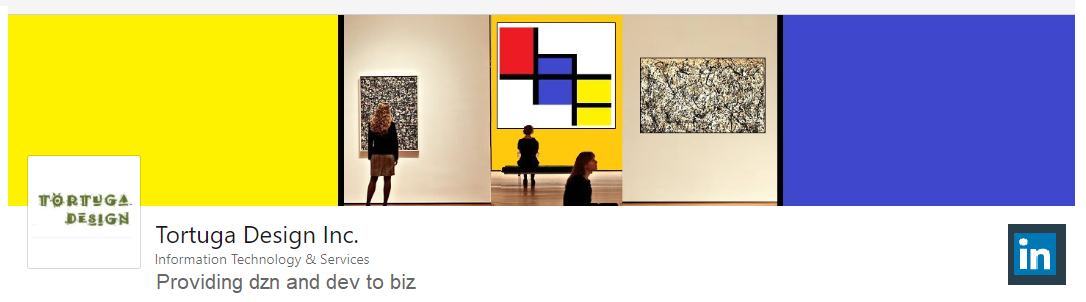 TORTUGA
DESIGN
Tortuga Design Inc.
Information Technology & Services
Providing dzn and dev to biz
in